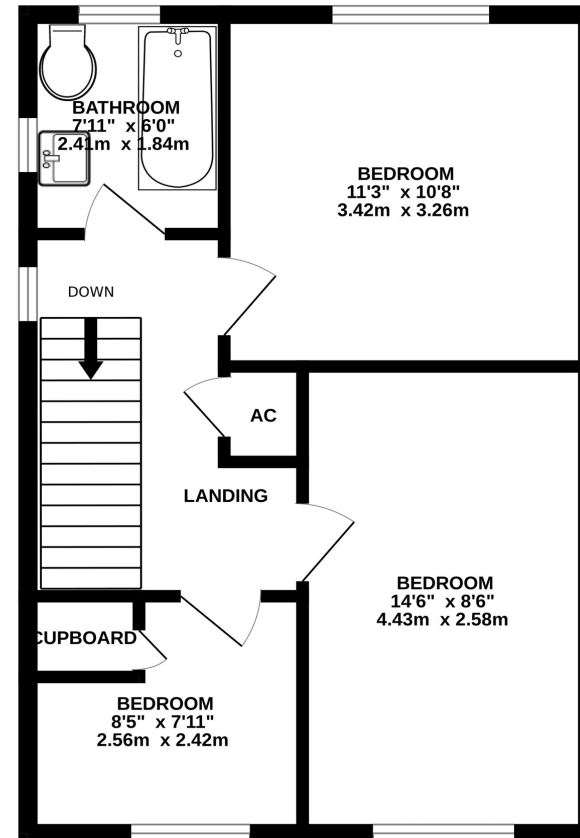 BATHROOM
7'11" x 6'0"
2.41m x 1.84m
BEDROOM
11'3" x 10'8"
3.42m x 3.26m
DOWN
AC
LANDING
BEDROOM
14'6" x 8'6"
4.43m x 2.58m
CUPBOARD
BEDROOM
8'5" x 7'11"
2.56m x 2.42m